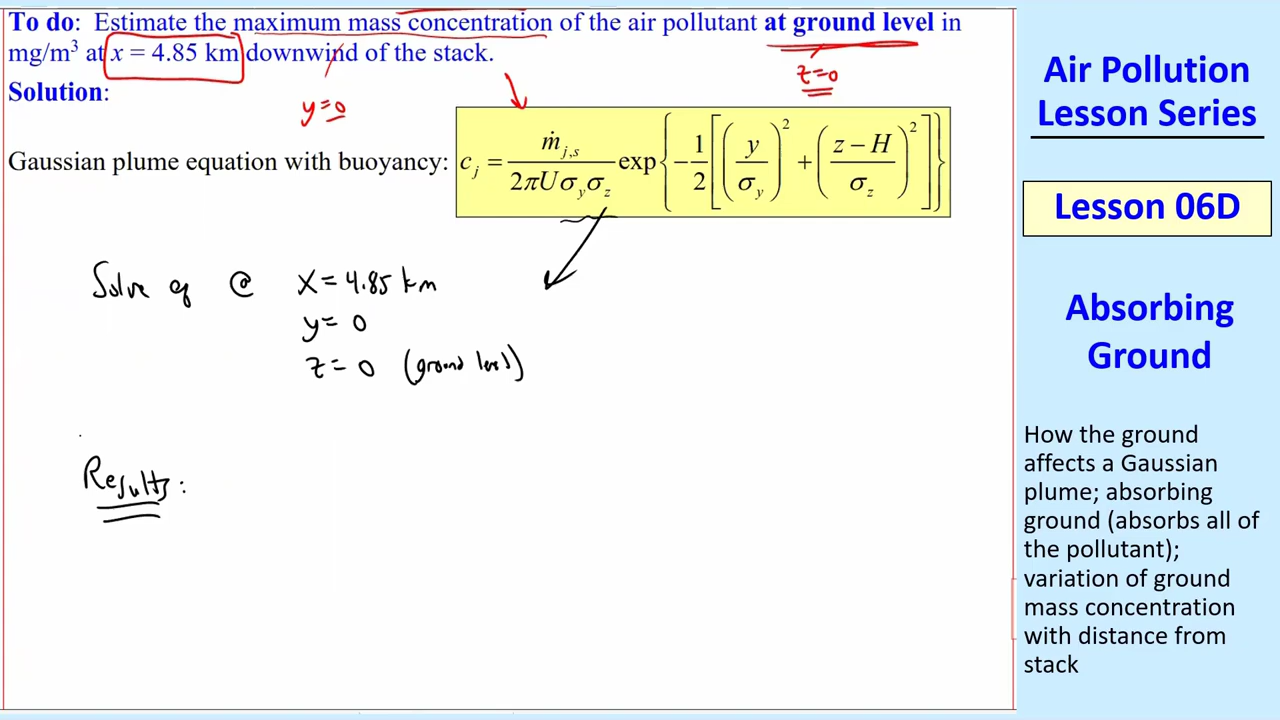 To do: Estimate the maximum mass concentration of the air pollutant at ground level in
mg/m³ at x = 4.85 km downwind of the stack.
z=0
Solution:
y=0
Gaussian plume equation with buoyancy: c_j = ṁ_{j,s} / (2πUσ_yσ_z) exp{−1/2[(y/σ_y)² + ((z − H)/σ_z)²]}
Solve eq @ x = 4.85 km
y = 0
z = 0 (ground level)
Results:
Air Pollution
Lesson Series
Lesson 06D
Absorbing
Ground
How the ground
affects a Gaussian
plume; absorbing
ground (absorbs all of
the pollutant);
variation of ground
mass concentration
with distance from
stack